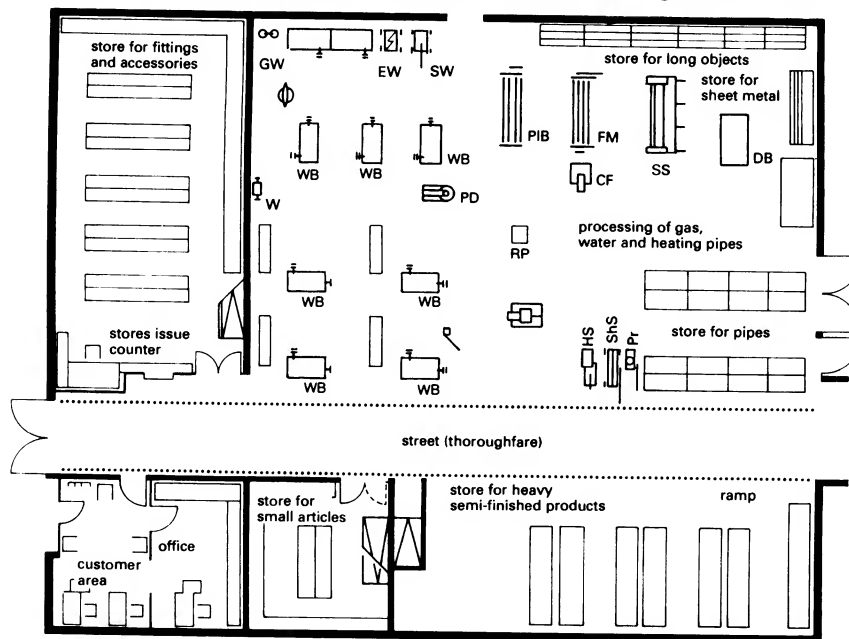 store for fittings
and accessories
GW
EW
SW
store for long objects
store for
sheet metal
PIB
FM
SS
DB
WB
WB
WB
CF
W
PD
RP
processing of gas,
water and heating pipes
WB
WB
stores issue
counter
HS
ShS
Pr
store for pipes
WB
WB
street (thoroughfare)
store for
small articles
store for heavy
semi-finished products
ramp
office
customer
area